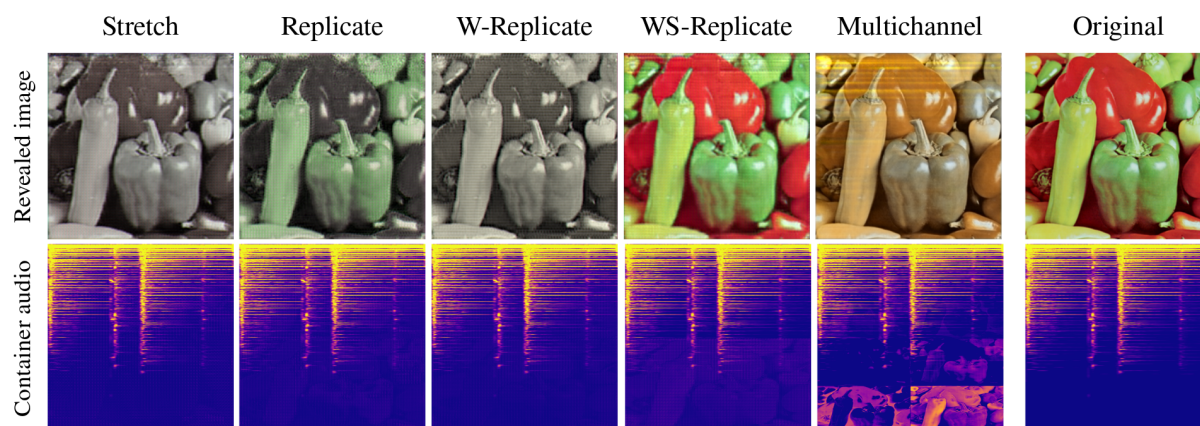 Stretch Replicate W-Replicate WS-Replicate Multichannel Original
Revealed image
Container audio